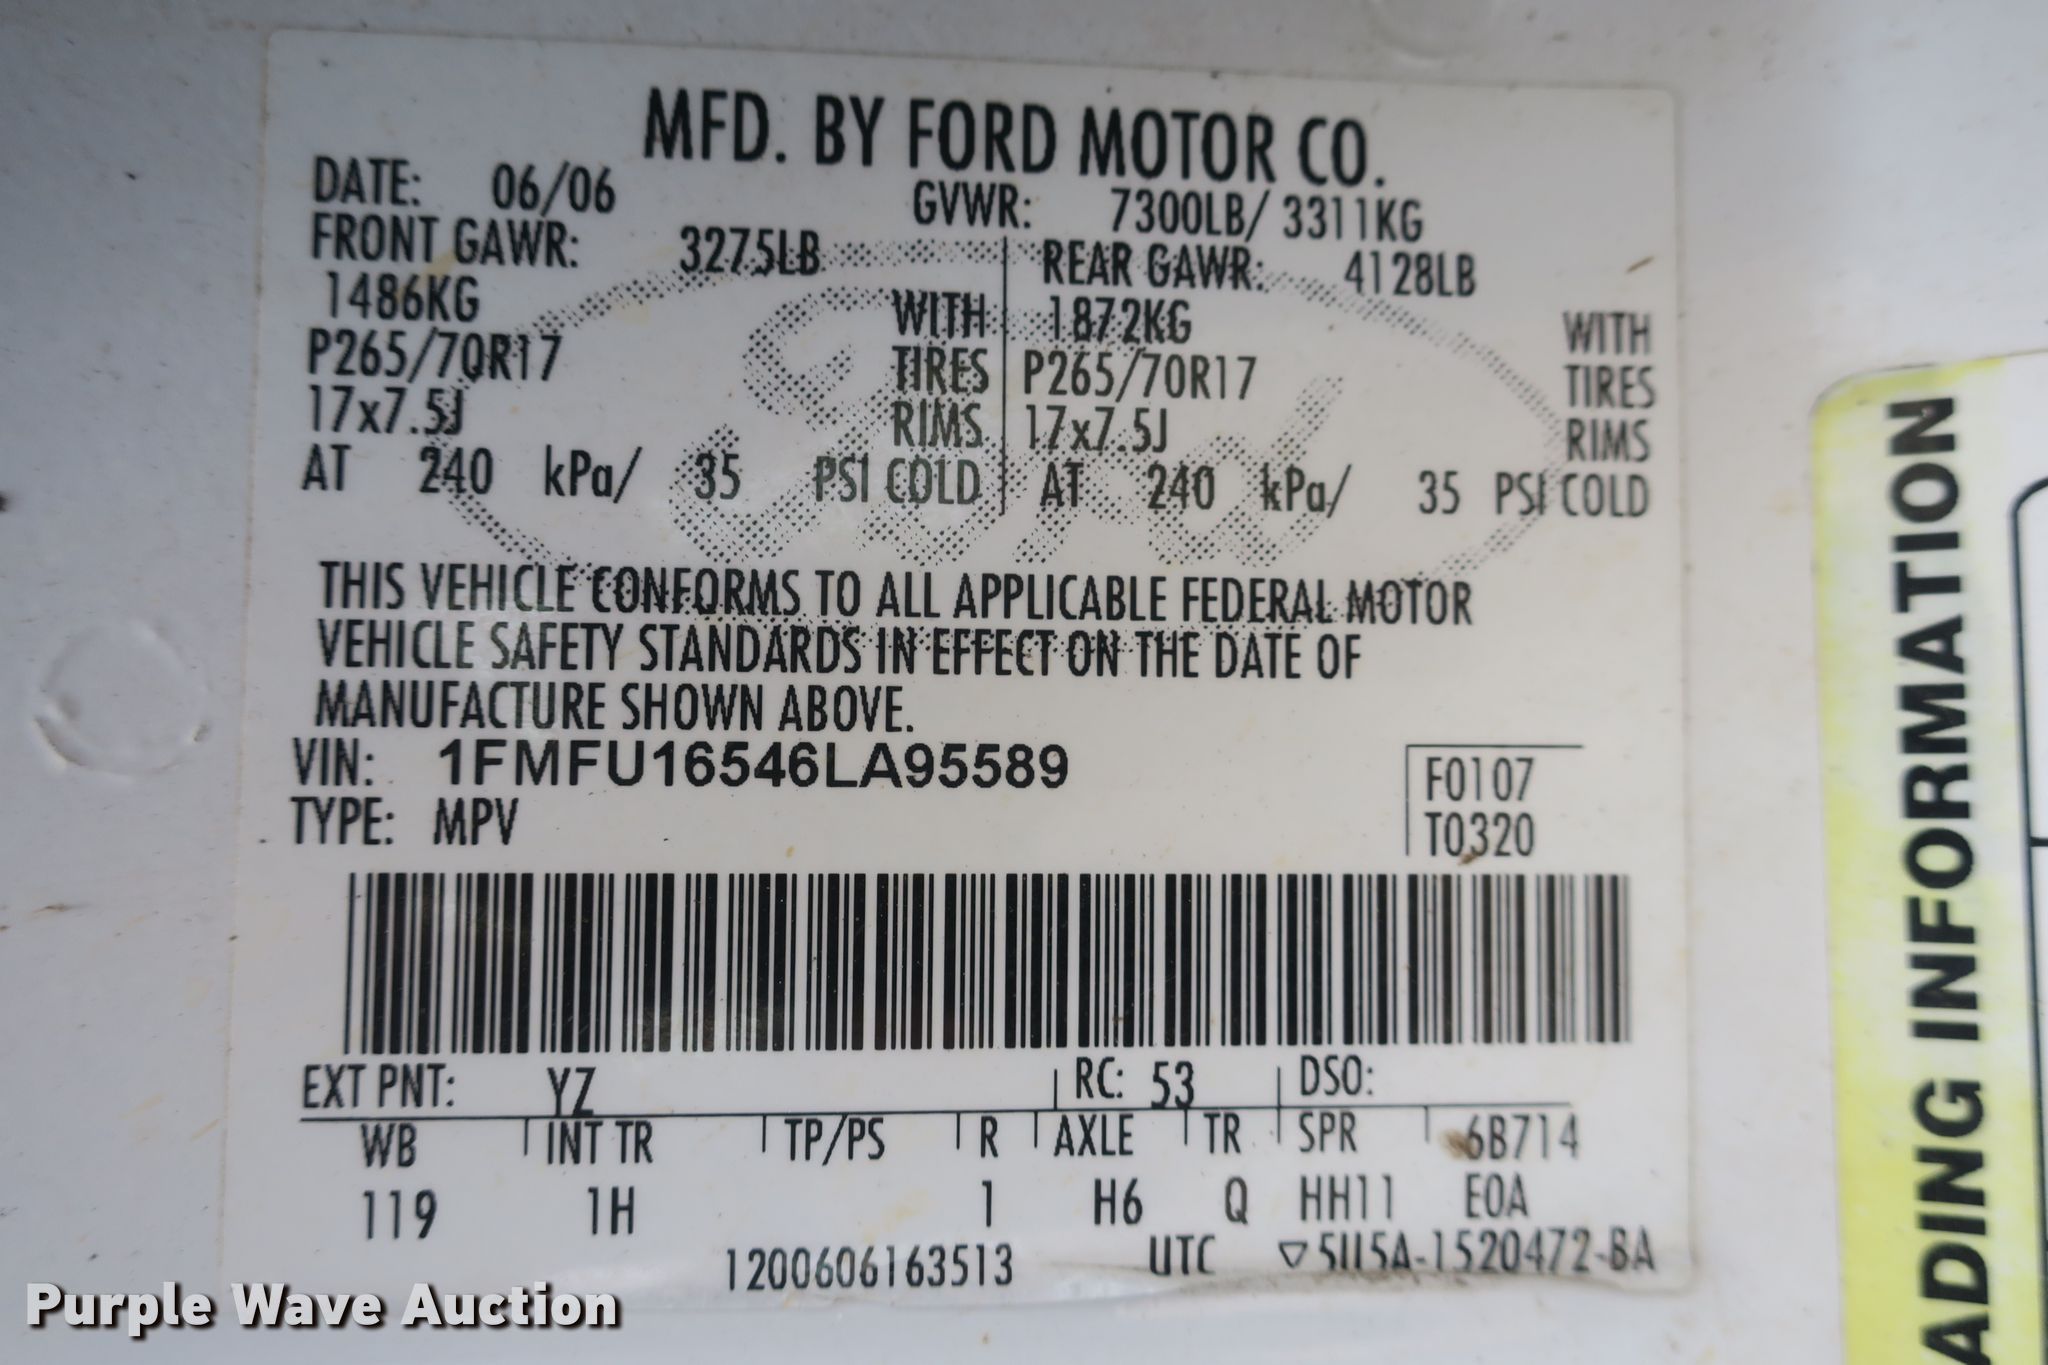 MFD. BY FORD MOTOR CO.
DATE: 06/06 GVWR: 7300LB/ 3311KG
FRONT GAWR: 3275LB REAR GAWR: 4128LB
1486KG WITH 1872KG WITH
P265/70R17 TIRES P265/70R17 TIRES
17x7.5J RIMS 17x7.5J RIMS
AT 240 kPa/ 35 PSI COLD AT 240 kPa/ 35 PSI COLD
Ford
THIS VEHICLE CONFORMS TO ALL APPLICABLE FEDERAL MOTOR
VEHICLE SAFETY STANDARDS IN EFFECT ON THE DATE OF
MANUFACTURE SHOWN ABOVE.
VIN: 1FMFU16546LA95589 F0107
TYPE: MPV T0320
EXT PNT: YZ RC: 53 DSO:
WB INT TR TP/PS R AXLE TR SPR 6B714
119 1H 1 H6 Q HH11 E0A
1200606163513 UTC ▽5U5A-1520472-BA
ADING INFORMATION
Purple Wave Auction